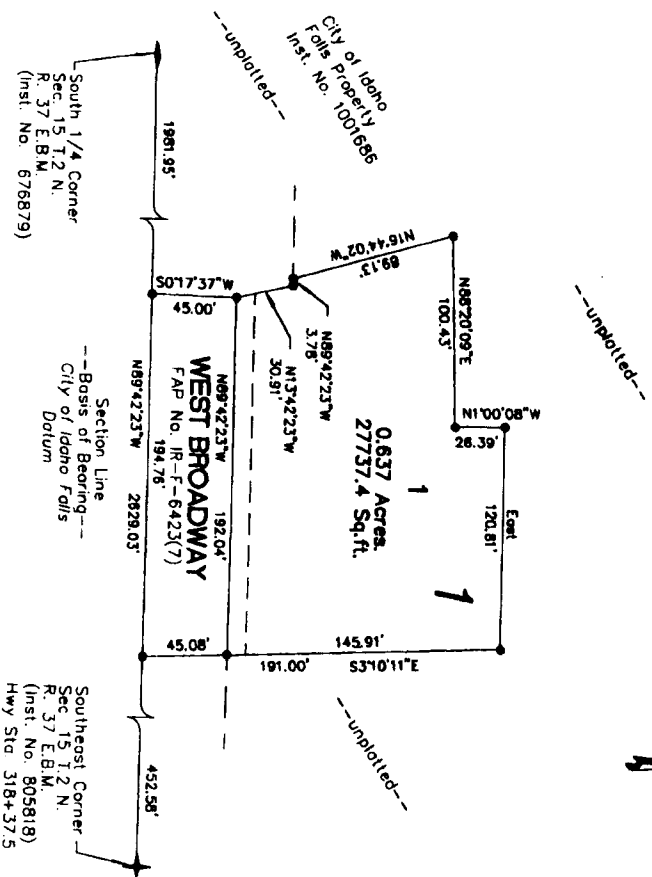 City of Idaho
Falls Property
Inst. No. 1001686
--unplatted--
--unplatted--
N16°44'02"W
89.13'
N88°20'09"E
100.43'
N1°00'08"W
26.39'
East
120.81'
1
0.637 Acres.
27737.4 Sq.ft.
1
N89°42'23"W
3.78'
N13°42'23"W
30.91'
145.91'
191.00'
S3°10'11"E
--unplatted--
S0°17'37"W
45.00'
N89°42'23"W
192.04'
WEST BROADWAY
FAP No. IR-F-6423(7)
194.76'
45.08'
1981.95'
N89°42'23"W
2629.03'
452.58'
South 1/4 Corner
Sec. 15 T.2 N.
R. 37 E.B.M.
(Inst. No. 676879)
Section Line
--Basis of Bearing--
City of Idaho Falls
Datum
Southeast Corner
Sec. 15 T.2 N.
R. 37 E.B.M.
(Inst. No. 805818)
Hwy Sta. 318+37.5